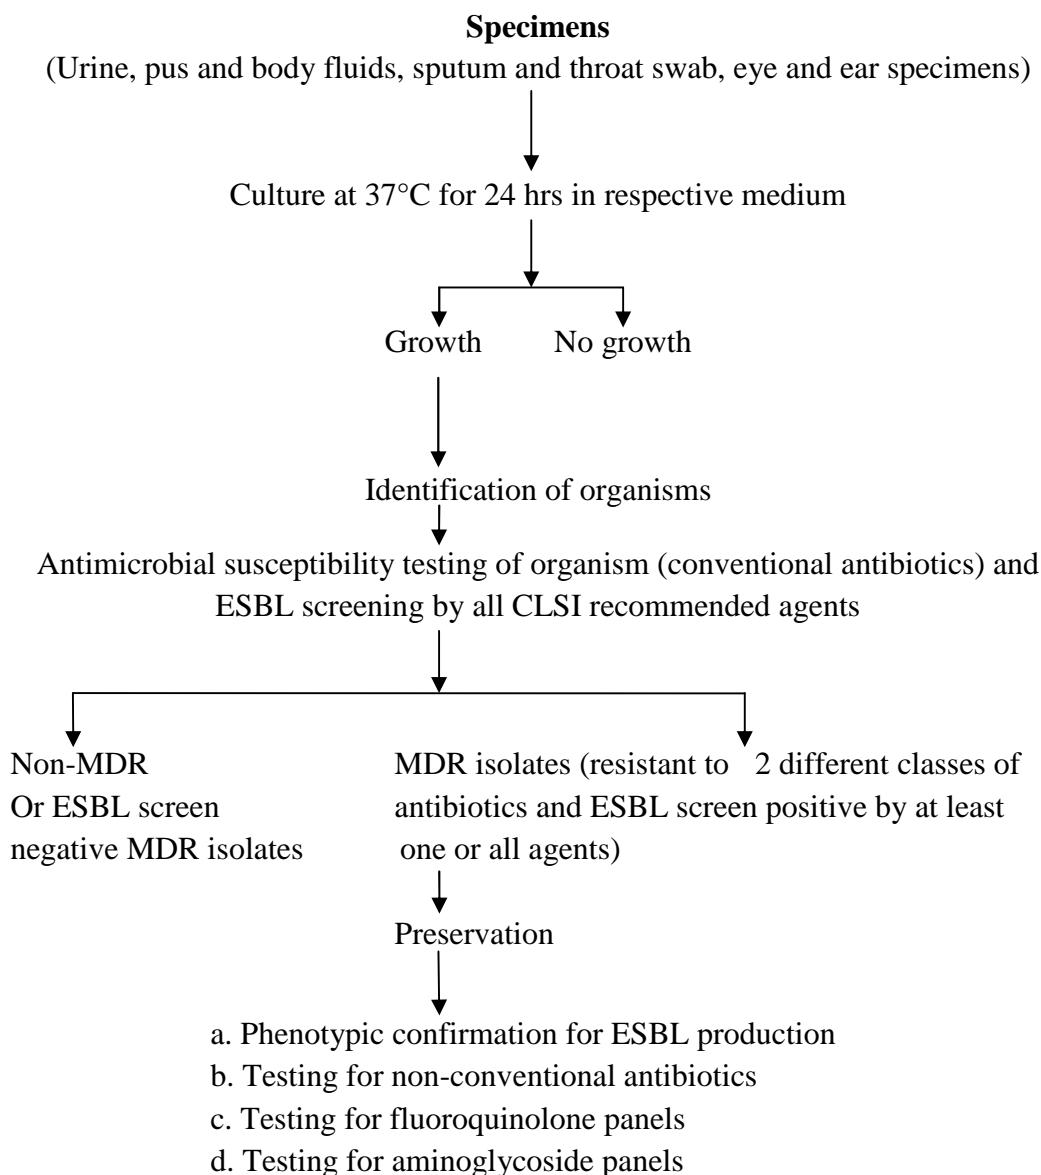 Specimens
(Urine, pus and body fluids, sputum and throat swab, eye and ear specimens)
Culture at 37°C for 24 hrs in respective medium
Growth No growth
Identification of organisms
Antimicrobial susceptibility testing of organism (conventional antibiotics) and
ESBL screening by all CLSI recommended agents
Non-MDR
Or ESBL screen
negative MDR isolates
MDR isolates (resistant to 2 different classes of
antibiotics and ESBL screen positive by at least
one or all agents)
Preservation
a. Phenotypic confirmation for ESBL production
b. Testing for non-conventional antibiotics
c. Testing for fluoroquinolone panels
d. Testing for aminoglycoside panels